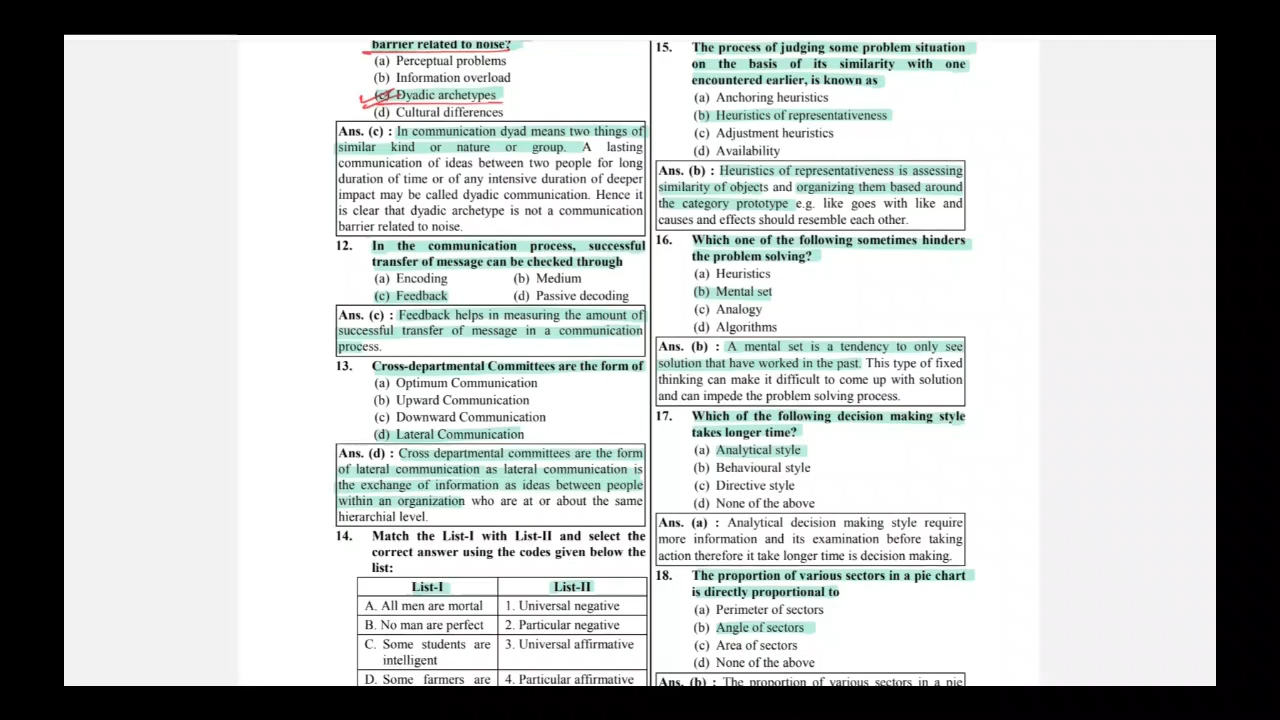 barrier related to noise?
(a) Perceptual problems
(b) Information overload
(c) Dyadic archetypes
(d) Cultural differences
Ans. (c) : In communication dyad means two things of
similar kind or nature or group. A lasting
communication of ideas between two people for long
duration of time or of any intensive duration of deeper
impact may be called dyadic communication. Hence it
is clear that dyadic archetype is not a communication
barrier related to noise.
12. In the communication process, successful
transfer of message can be checked through
(a) Encoding (b) Medium
(c) Feedback (d) Passive decoding
Ans. (c) : Feedback helps in measuring the amount of
successful transfer of message in a communication
process.
13. Cross-departmental Committees are the form of
(a) Optimum Communication
(b) Upward Communication
(c) Downward Communication
(d) Lateral Communication
Ans. (d) : Cross departmental committees are the form
of lateral communication as lateral communication is
the exchange of information as ideas between people
within an organization who are at or about the same
hierarchial level.
14. Match the List-I with List-II and select the
correct answer using the codes given below the
list:
List-I List-II
A. All men are mortal 1. Universal negative
B. No man are perfect 2. Particular negative
C. Some students are 3. Universal affirmative
intelligent
D. Some farmers are 4. Particular affirmative
15. The process of judging some problem situation
on the basis of its similarity with one
encountered earlier, is known as
(a) Anchoring heuristics
(b) Heuristics of representativeness
(c) Adjustment heuristics
(d) Availability
Ans. (b) : Heuristics of representativeness is assessing
similarity of objects and organizing them based around
the category prototype e.g. like goes with like and
causes and effects should resemble each other.
16. Which one of the following sometimes hinders
the problem solving?
(a) Heuristics
(b) Mental set
(c) Analogy
(d) Algorithms
Ans. (b) : A mental set is a tendency to only see
solution that have worked in the past. This type of fixed
thinking can make it difficult to come up with solution
and can impede the problem solving process.
17. Which of the following decision making style
takes longer time?
(a) Analytical style
(b) Behavioural style
(c) Directive style
(d) None of the above
Ans. (a) : Analytical decision making style require
more information and its examination before taking
action therefore it take longer time is decision making.
18. The proportion of various sectors in a pie chart
is directly proportional to
(a) Perimeter of sectors
(b) Angle of sectors
(c) Area of sectors
(d) None of the above
Ans. (b) : The proportion of various sectors in a pie